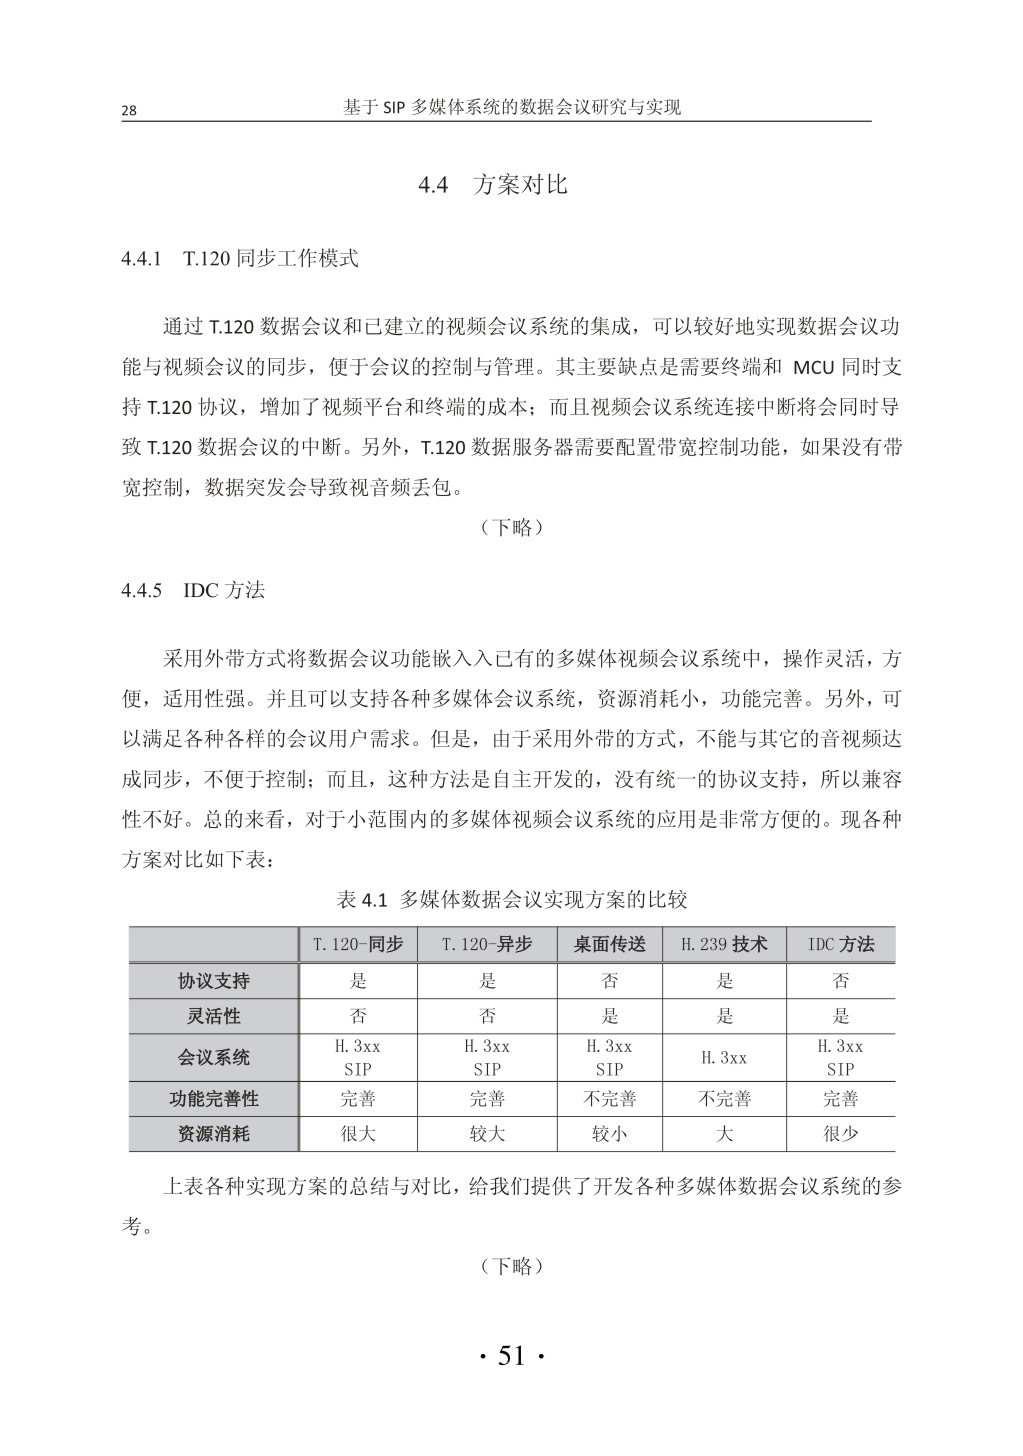 28 基于 SIP 多媒体系统的数据会议研究与实现
4.4 方案对比
4.4.1 T.120 同步工作模式
通过 T.120 数据会议和已建立的视频会议系统的集成，可以较好地实现数据会议功
能与视频会议的同步，便于会议的控制与管理。其主要缺点是需要终端和 MCU 同时支
持 T.120 协议，增加了视频平台和终端的成本；而且视频会议系统连接中断将会同时导
致 T.120 数据会议的中断。另外，T.120 数据服务器需要配置带宽控制功能，如果没有带
宽控制，数据突发会导致视音频丢包。
（下略）
4.4.5 IDC 方法
采用外带方式将数据会议功能嵌入入已有的多媒体视频会议系统中，操作灵活，方
便，适用性强。并且可以支持各种多媒体会议系统，资源消耗小，功能完善。另外，可
以满足各种各样的会议用户需求。但是，由于采用外带的方式，不能与其它的音视频达
成同步，不便于控制；而且，这种方法是自主开发的，没有统一的协议支持，所以兼容
性不好。总的来看，对于小范围内的多媒体视频会议系统的应用是非常方便的。现各种
方案对比如下表：
表 4.1 多媒体数据会议实现方案的比较
T.120-同步 T.120-异步 桌面传送 H.239 技术 IDC 方法
协议支持 是 是 否 是 否
灵活性 否 否 是 是 是
会议系统 H.3xx SIP H.3xx SIP H.3xx SIP H.3xx H.3xx SIP
功能完善性 完善 完善 不完善 不完善 完善
资源消耗 很大 较大 较小 大 很少
上表各种实现方案的总结与对比，给我们提供了开发各种多媒体数据会议系统的参
考。
（下略）
· 51 ·